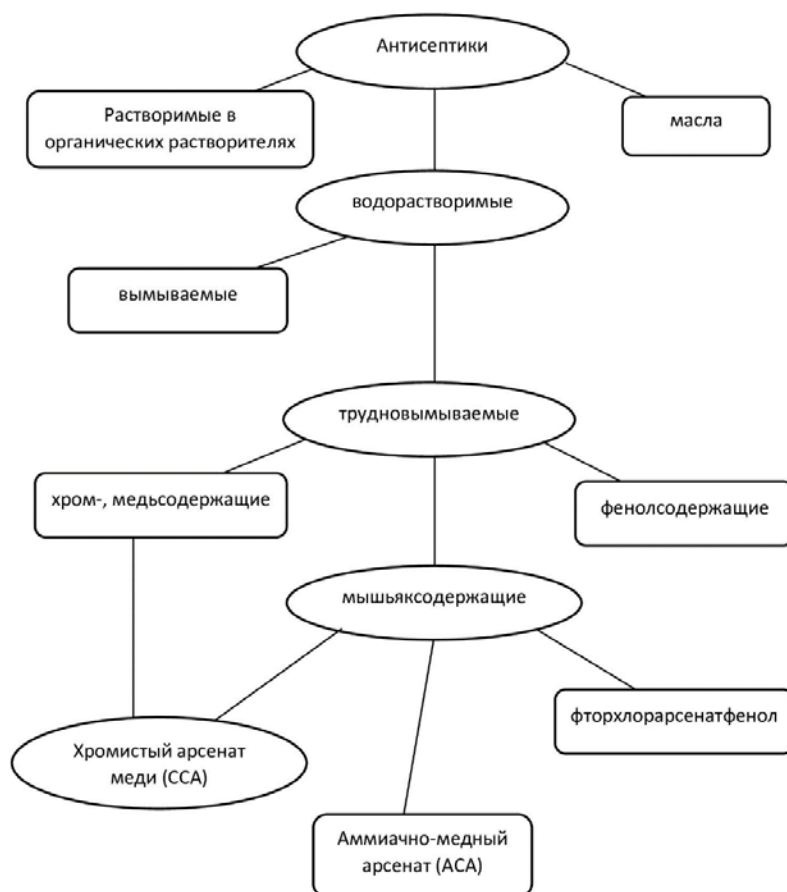 Антисептики
Растворимые в
органических растворителях
масла
водорастворимые
вымываемые
трудновымываемые
хром-, медьсодержащие
фенолсодержащие
мышьяксодержащие
фторхлорарсенатфенол
Хромистый арсенат
меди (ССА)
Аммиачно-медный
арсенат (АСА)